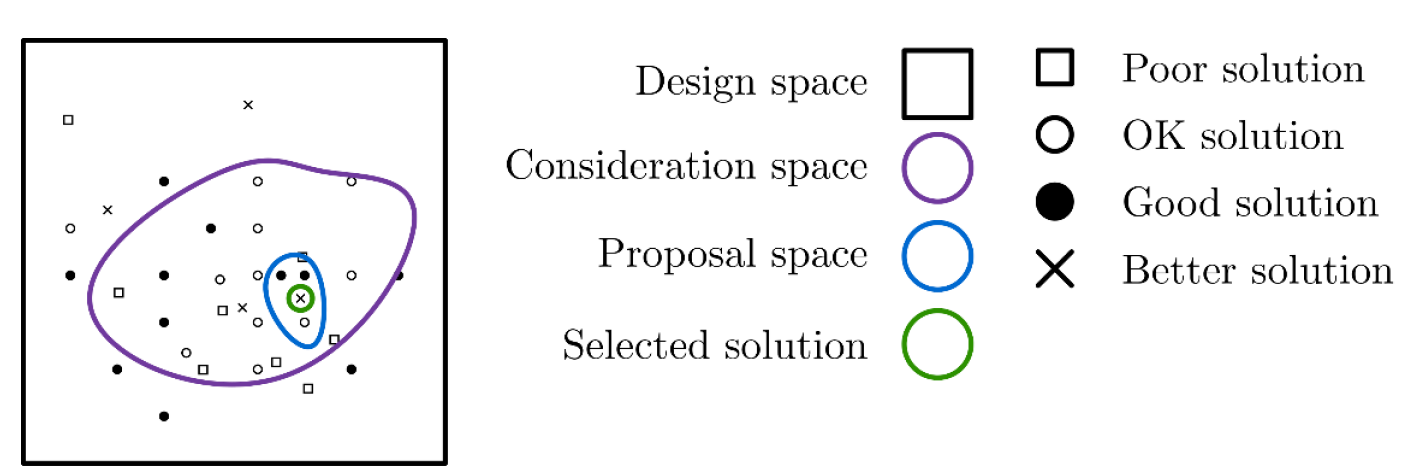 Design space
Consideration space
Proposal space
Selected solution
Poor solution
OK solution
Good solution
Better solution